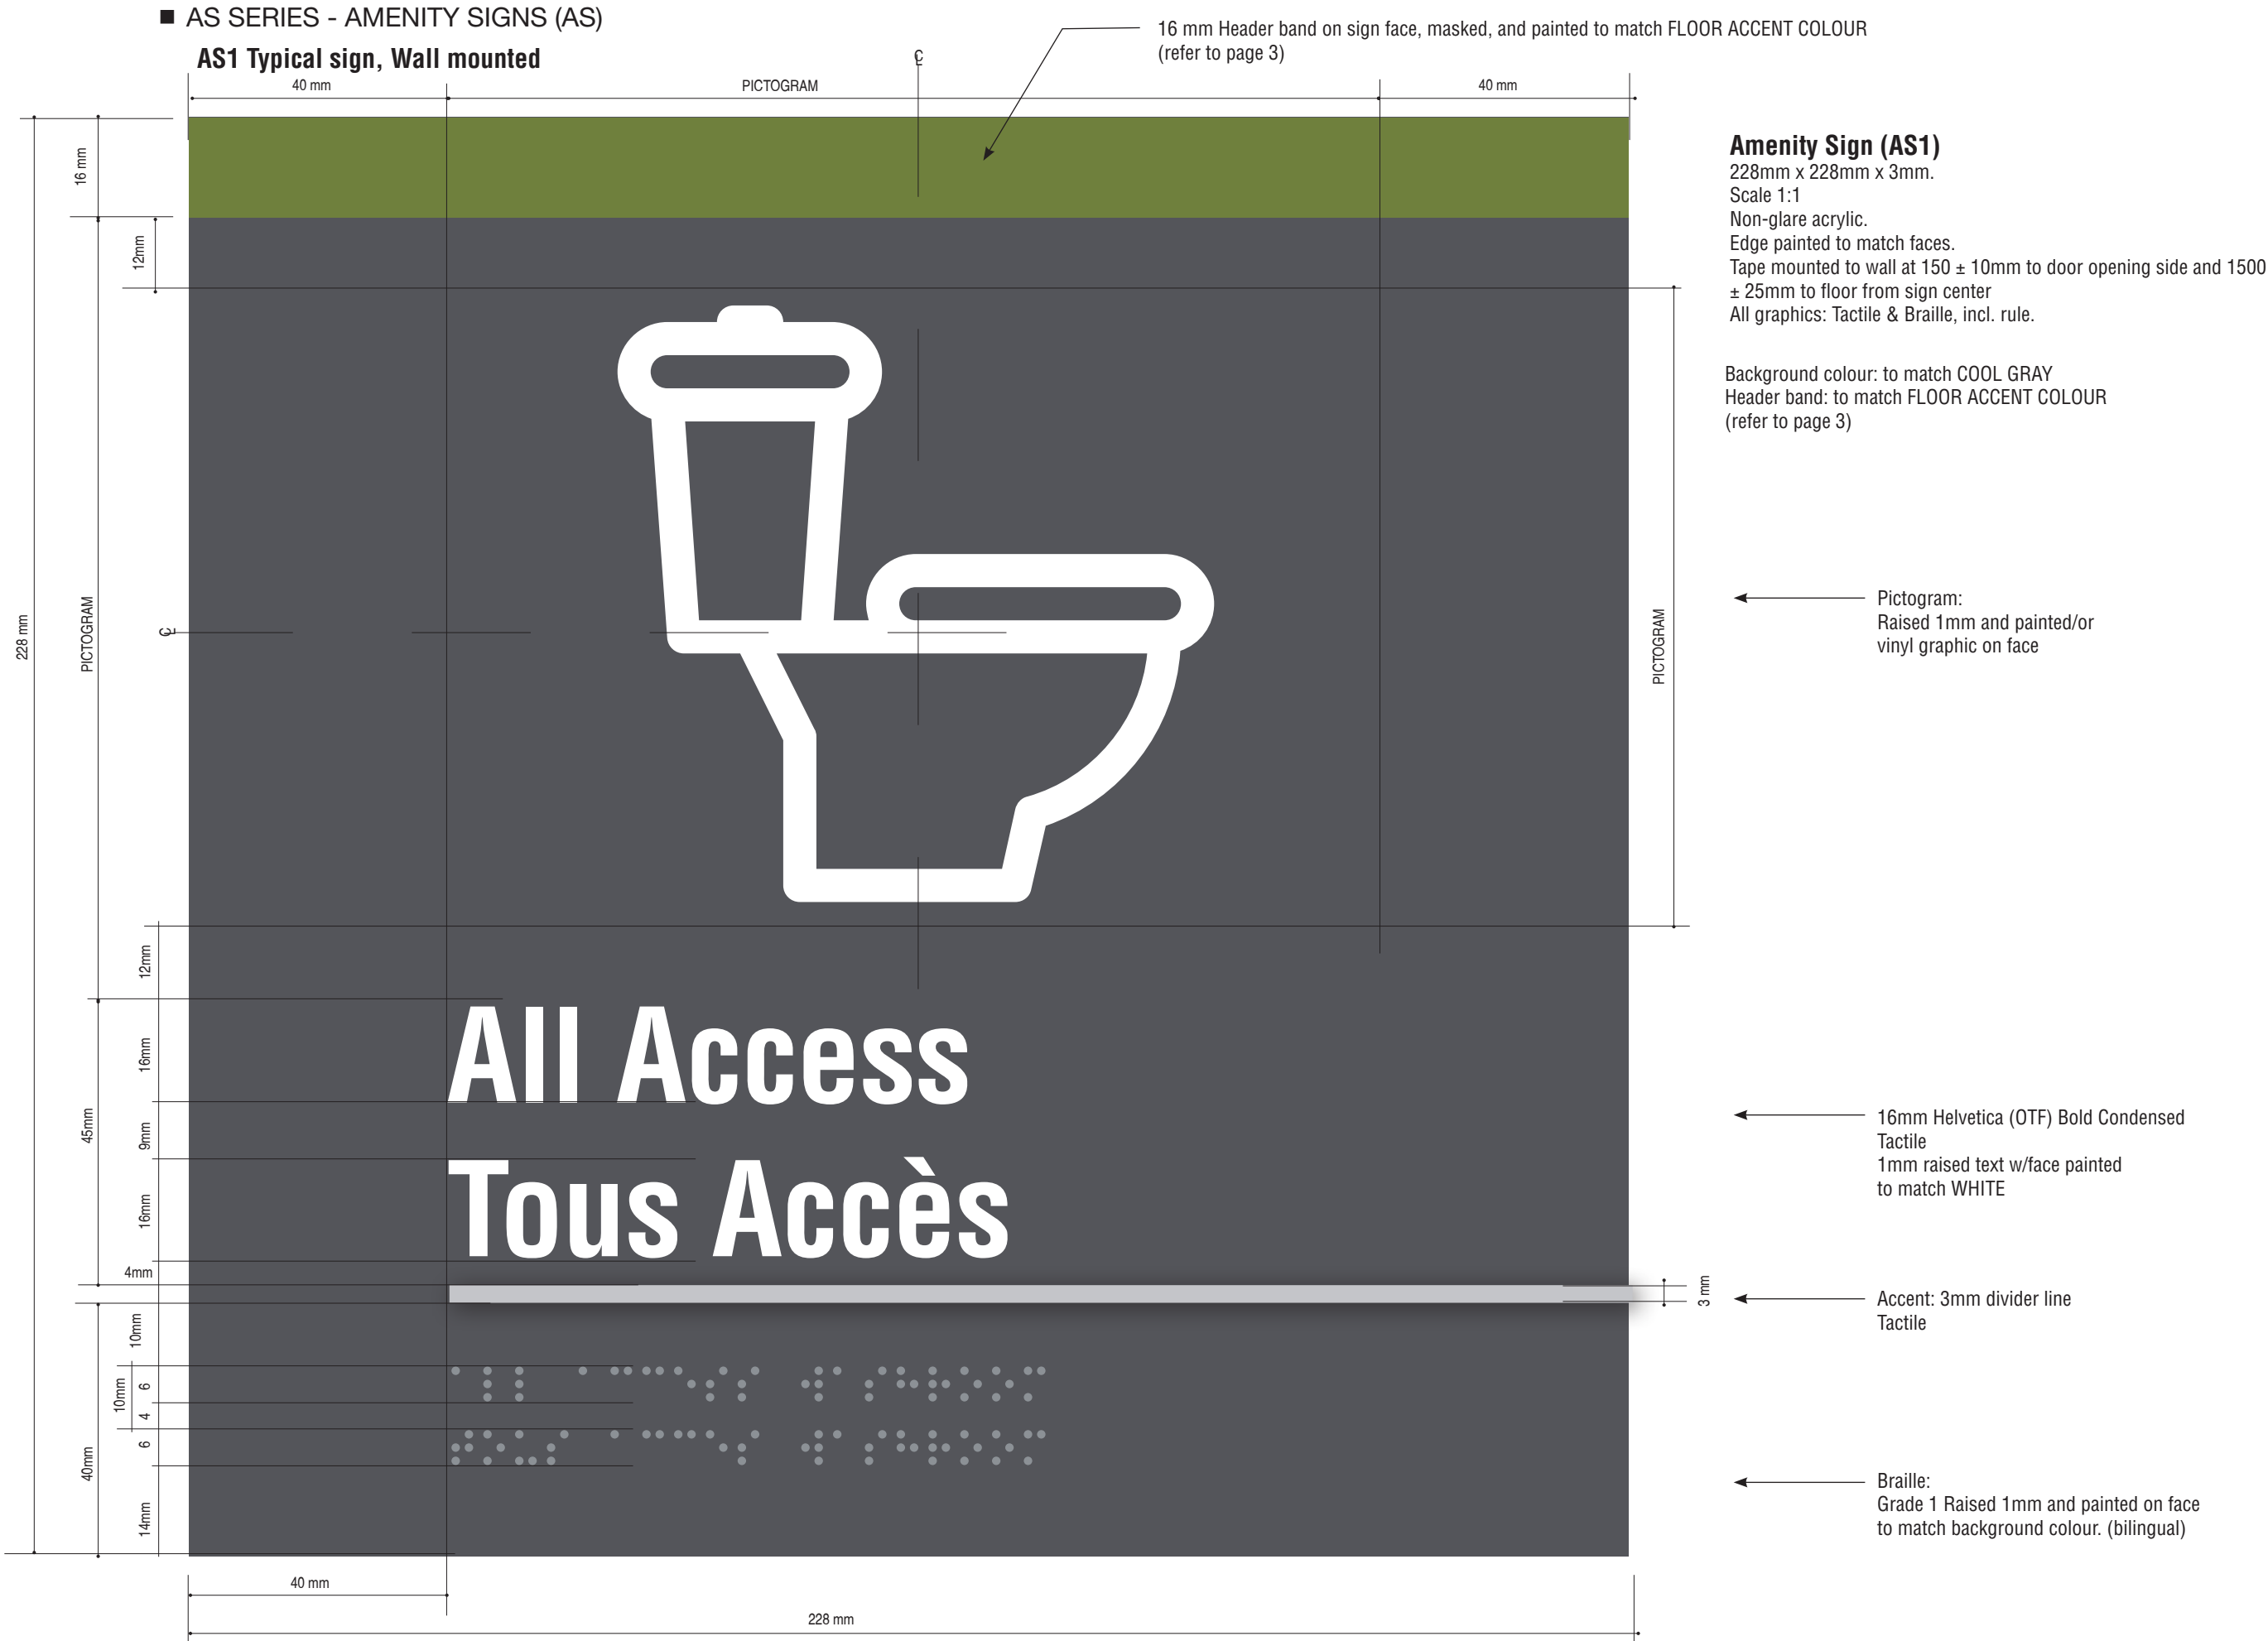 ■ AS SERIES - AMENITY SIGNS (AS)
AS1 Typical sign, Wall mounted
16 mm Header band on sign face, masked, and painted to match FLOOR ACCENT COLOUR
(refer to page 3)
40 mm
PICTOGRAM
℄
40 mm
16 mm
12mm
228 mm
PICTOGRAM
℄
PICTOGRAM
12mm
16mm
45mm
9mm
16mm
4mm
3 mm
10mm
10mm
6
4
6
40mm
14mm
40 mm
228 mm
All Access
Tous Accès
Amenity Sign (AS1)
228mm x 228mm x 3mm.
Scale 1:1
Non-glare acrylic.
Edge painted to match faces.
Tape mounted to wall at 150 ± 10mm to door opening side and 1500
± 25mm to floor from sign center
All graphics: Tactile & Braille, incl. rule.
Background colour: to match COOL GRAY
Header band: to match FLOOR ACCENT COLOUR
(refer to page 3)
Pictogram:
Raised 1mm and painted/or
vinyl graphic on face
16mm Helvetica (OTF) Bold Condensed
Tactile
1mm raised text w/face painted
to match WHITE
Accent: 3mm divider line
Tactile
Braille:
Grade 1 Raised 1mm and painted on face
to match background colour. (bilingual)